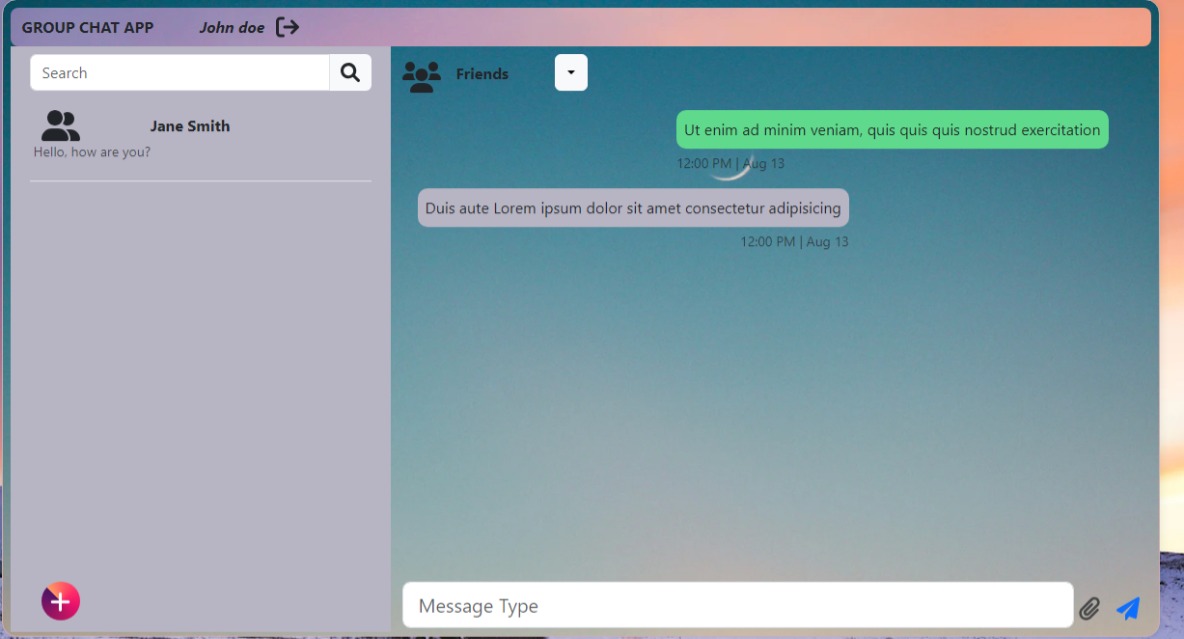 GROUP CHAT APP John doe
Search
Jane Smith
Hello, how are you?
Friends
Ut enim ad minim veniam, quis quis quis nostrud exercitation
12:00 PM | Aug 13
Duis aute Lorem ipsum dolor sit amet consectetur adipisicing
12:00 PM | Aug 13
Message Type